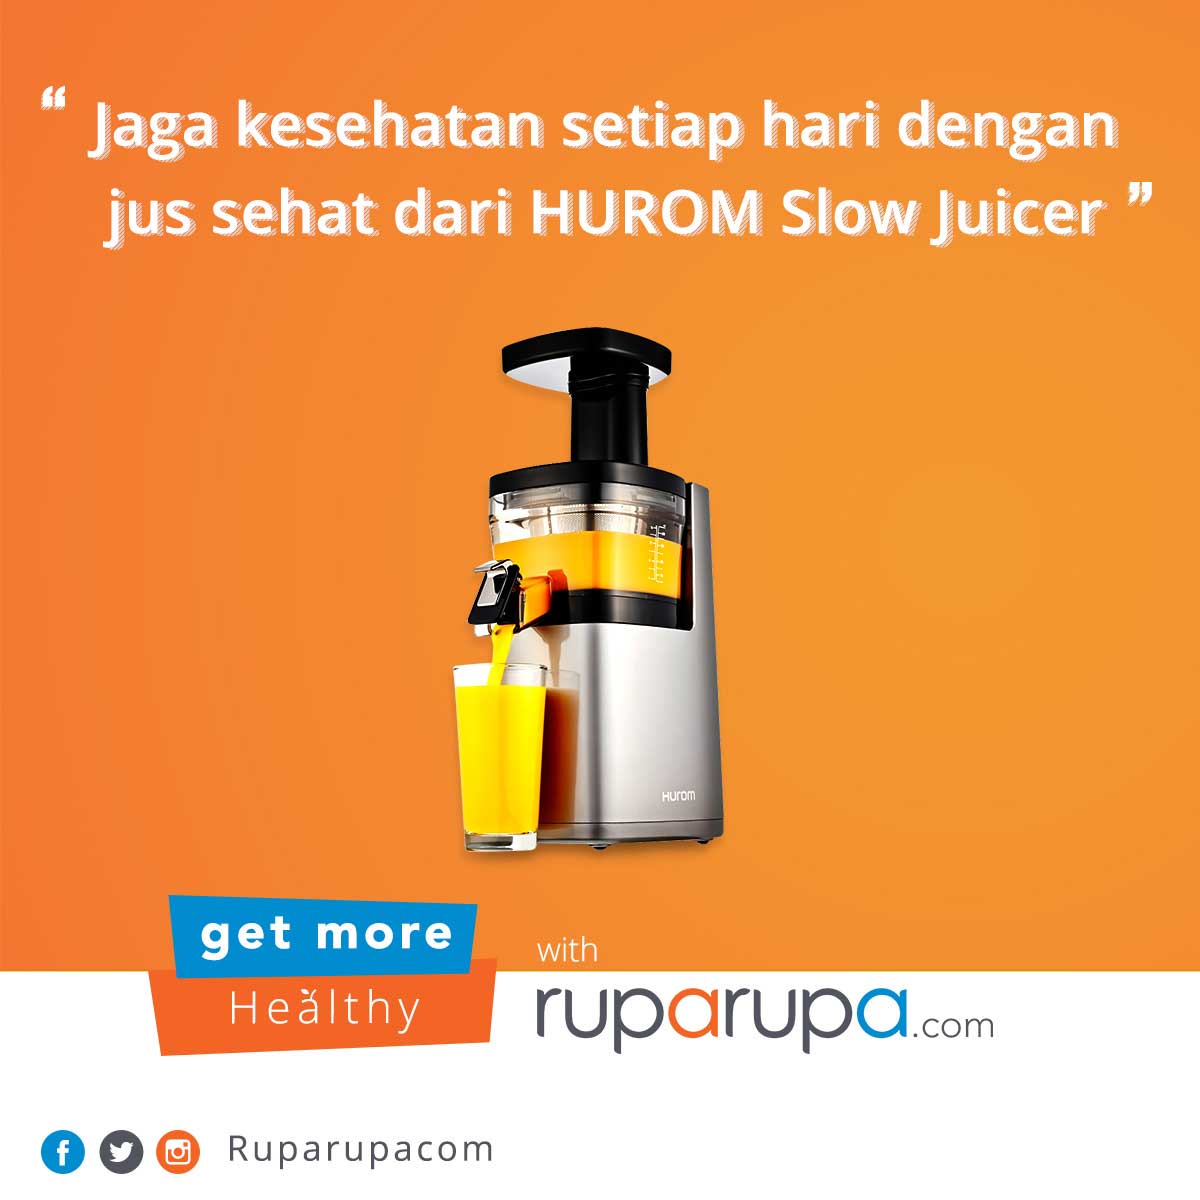 “ Jaga kesehatan setiap hari dengan
jus sehat dari HUROM Slow Juicer ”
HUROM
get more
Healthy
with
ruparupa.com
Ruparupacom